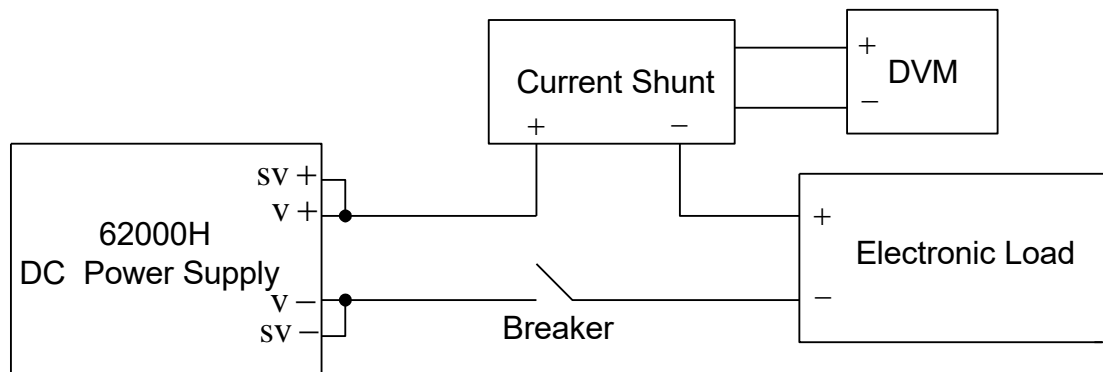 Current Shunt
+
−
+
DVM
−
62000H
DC Power Supply
sv +
v +
v −
sv −
Breaker
+
Electronic Load
−